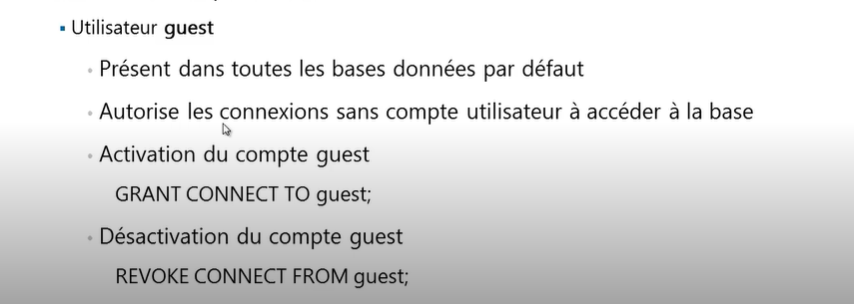 Utilisateur guest
Présent dans toutes les bases données par défaut
Autorise les connexions sans compte utilisateur à accéder à la base
Activation du compte guest
GRANT CONNECT TO guest;
Désactivation du compte guest
REVOKE CONNECT FROM guest;